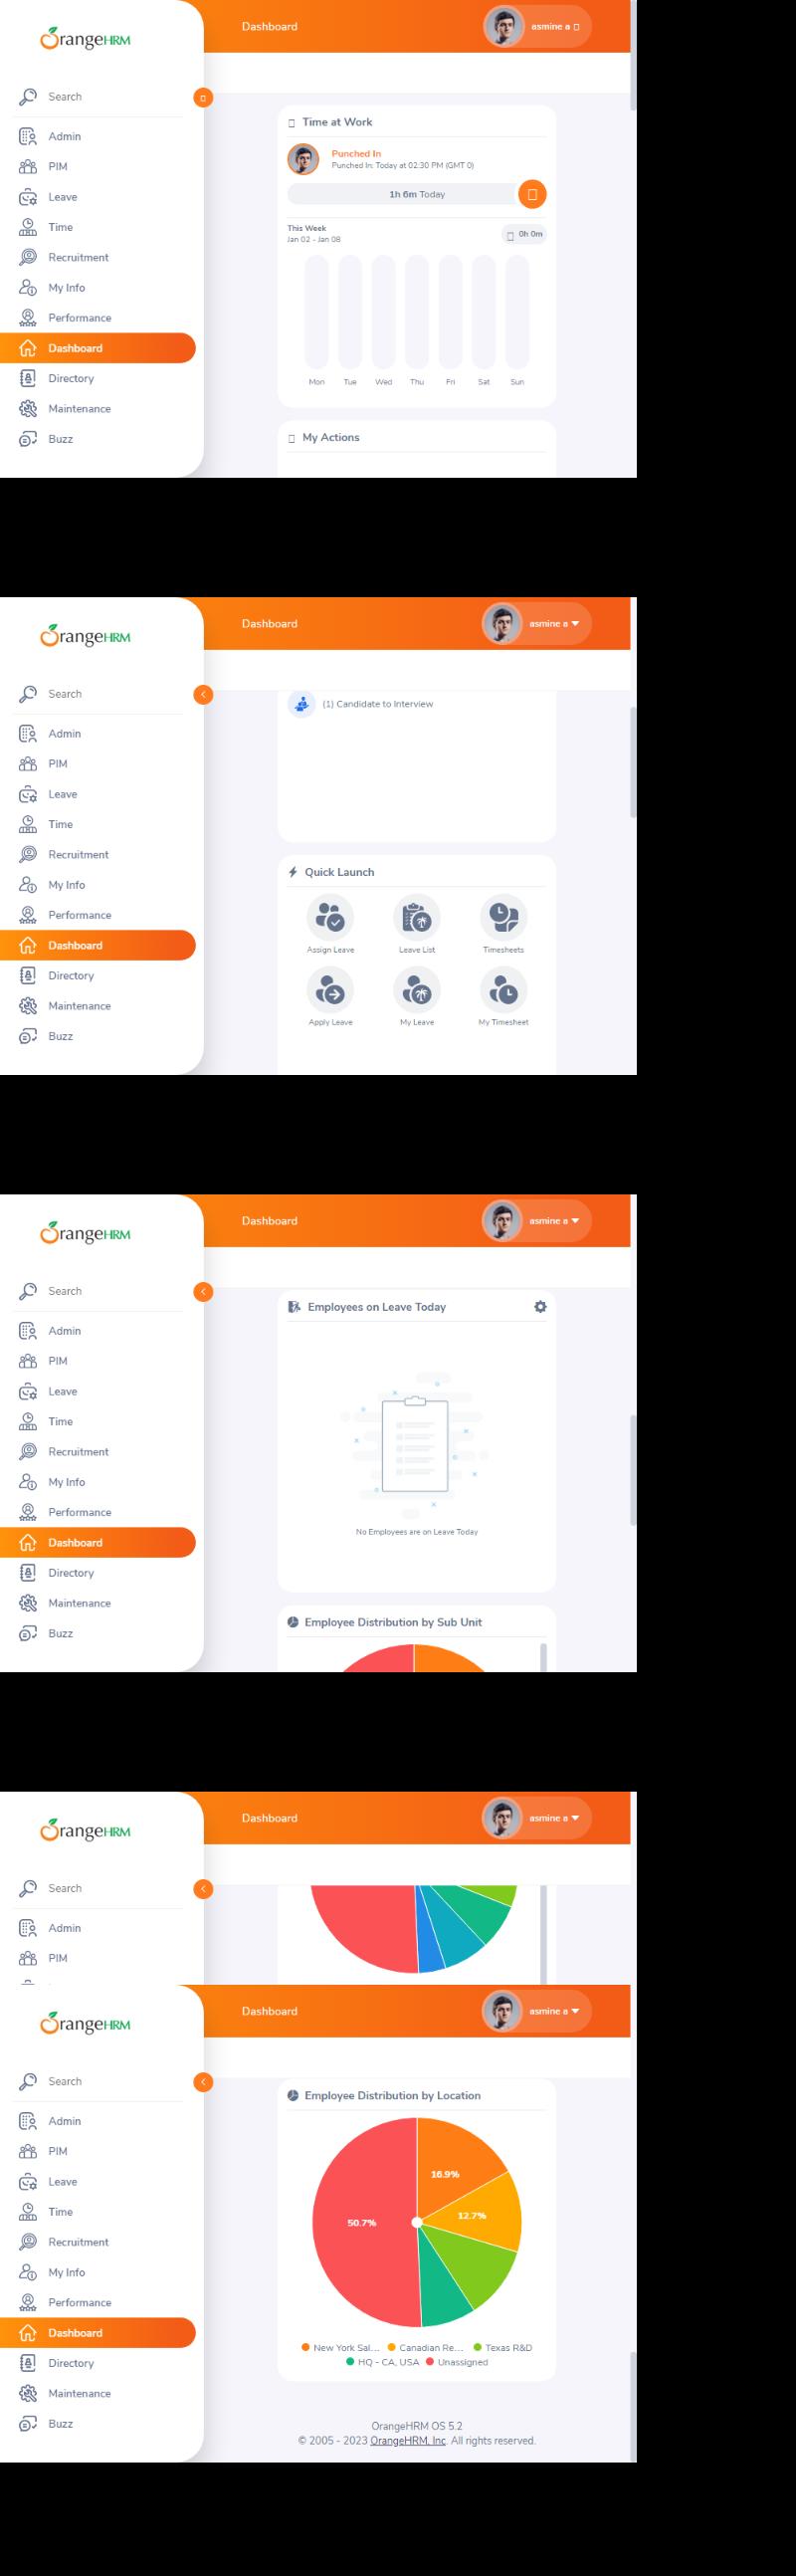 OrangeHRM
Dashboard
asmine a
Search
Admin
PIM
Leave
Time
Recruitment
My Info
Performance
Dashboard
Directory
Maintenance
Buzz
Time at Work
Punched In
Punched In: Today at 02:30 PM (GMT 0)
1h 6m Today
This Week
Jan 02 - Jan 08
0h 0m
Mon Tue Wed Thu Fri Sat Sun
My Actions
OrangeHRM
Dashboard
asmine a
Search
Admin
PIM
Leave
Time
Recruitment
My Info
Performance
Dashboard
Directory
Maintenance
Buzz
(1) Candidate to Interview
Quick Launch
Assign Leave Leave List Timesheets
Apply Leave My Leave My Timesheet
OrangeHRM
Dashboard
asmine a
Search
Admin
PIM
Leave
Time
Recruitment
My Info
Performance
Dashboard
Directory
Maintenance
Buzz
Employees on Leave Today
No Employees are on Leave Today
Employee Distribution by Sub Unit
OrangeHRM
Dashboard
asmine a
Search
Admin
PIM
OrangeHRM
Dashboard
asmine a
Search
Admin
PIM
Leave
Time
Recruitment
My Info
Performance
Dashboard
Directory
Maintenance
Buzz
Employee Distribution by Location
16.9%
12.7%
50.7%
New York Sal... Canadian Re... Texas R&D
HQ - CA, USA Unassigned
OrangeHRM OS 5.2
© 2005 - 2023 OrangeHRM, Inc. All rights reserved.